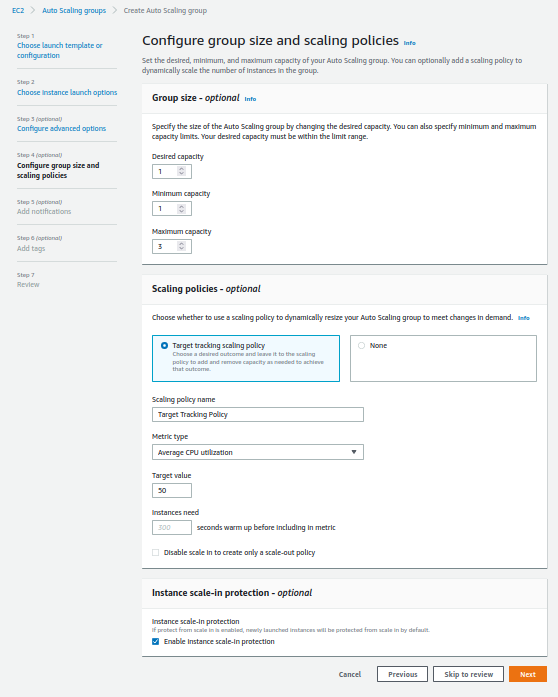 EC2 > Auto Scaling groups > Create Auto Scaling group
Step 1
Choose launch template or
configuration
Step 2
Choose instance launch options
Step 3 (optional)
Configure advanced options
Step 4 (optional)
Configure group size and
scaling policies
Step 5 (optional)
Add notifications
Step 6 (optional)
Add tags
Step 7
Review
Configure group size and scaling policies Info
Set the desired, minimum, and maximum capacity of your Auto Scaling group. You can optionally add a scaling policy to
dynamically scale the number of instances in the group.
Group size - optional Info
Specify the size of the Auto Scaling group by changing the desired capacity. You can also specify minimum and maximum
capacity limits. Your desired capacity must be within the limit range.
Desired capacity
1
Minimum capacity
1
Maximum capacity
3
Scaling policies - optional
Choose whether to use a scaling policy to dynamically resize your Auto Scaling group to meet changes in demand. Info
Target tracking scaling policy
Choose a desired outcome and leave it to the scaling
policy to add and remove capacity as needed to achieve
that outcome.
None
Scaling policy name
Target Tracking Policy
Metric type
Average CPU utilization
Target value
50
Instances need
300 seconds warm up before including in metric
Disable scale in to create only a scale-out policy
Instance scale-in protection - optional
Instance scale-in protection
If protect from scale in is enabled, newly launched instances will be protected from scale in by default.
Enable instance scale-in protection
Cancel
Previous
Skip to review
Next